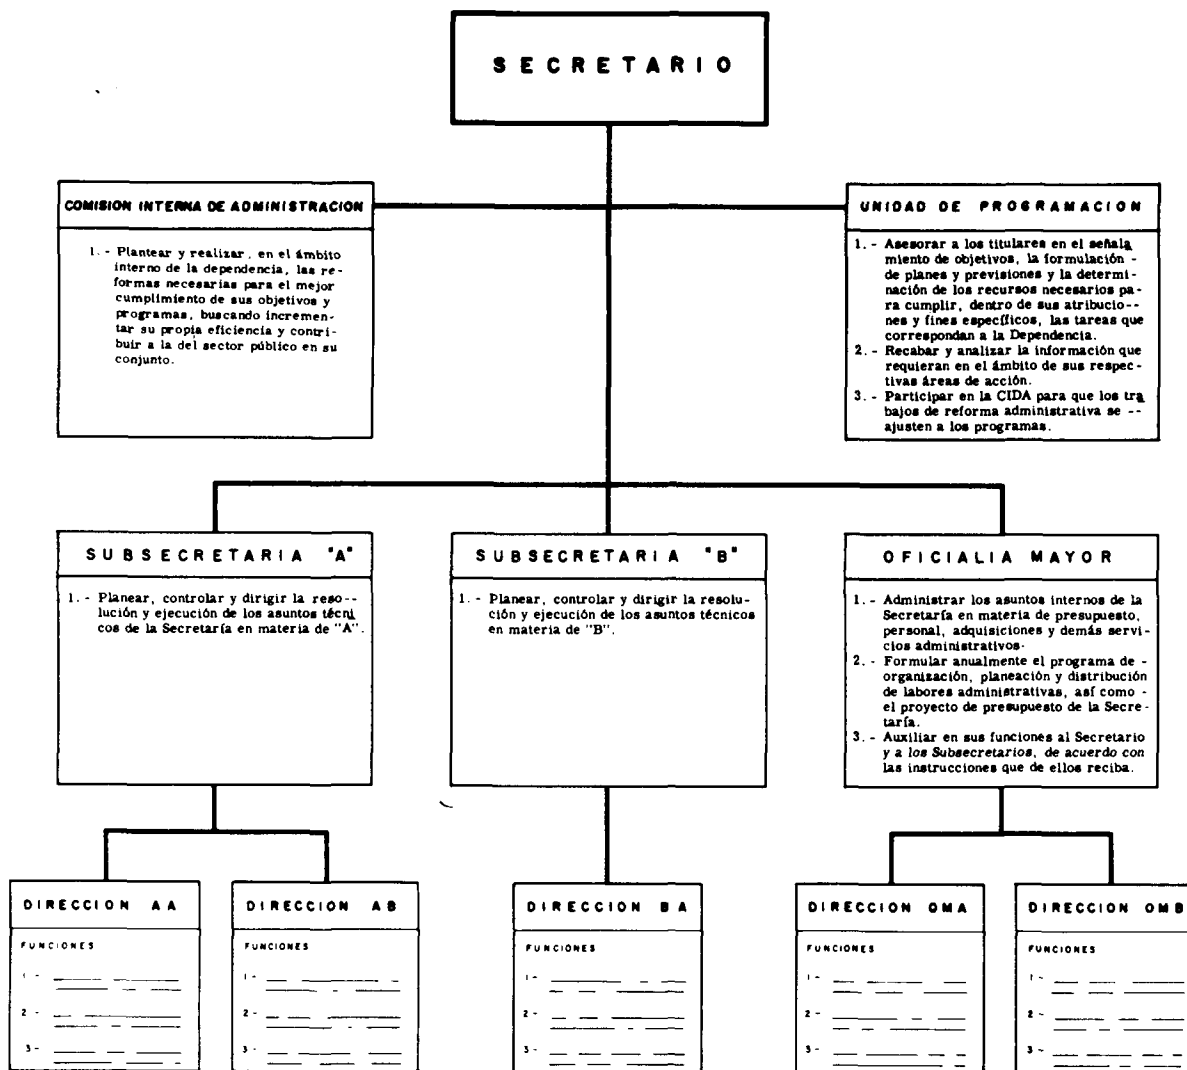 SECRETARIO
COMISION INTERNA DE ADMINISTRACION
1. - Plantear y realizar, en el ámbito
interno de la dependencia, las re-
formas necesarias para el mejor
cumplimiento de sus objetivos y
programas, buscando incremen-
tar su propia eficiencia y contri-
buir a la del sector público en su
conjunto.
UNIDAD DE PROGRAMACION
1. - Asesorar a los titulares en el señala
miento de objetivos, la formulación -
de planes y previsiones y la determi-
nación de los recursos necesarios pa-
ra cumplir, dentro de sus atribucio--
nes y fines específicos, las tareas que
correspondan a la Dependencia.
2. - Recabar y analizar la información que
requieran en el ámbito de sus respec-
tivas áreas de acción.
3. - Participar en la CIDA para que los tra
bajos de reforma administrativa se --
ajusten a los programas.
SUBSECRETARIA "A"
1. - Planear, controlar y dirigir la reso--
lución y ejecución de los asuntos técni
cos de la Secretaría en materia de "A".
SUBSECRETARIA "B"
1. - Planear, controlar y dirigir la resolu-
ción y ejecución de los asuntos técnicos
en materia de "B".
OFICIALIA MAYOR
1. - Administrar los asuntos internos de la
Secretaría en materia de presupuesto,
personal, adquisiciones y demás servi-
cios administrativos.
2. - Formular anualmente el programa de -
organización, planeación y distribución
de labores administrativas, así como -
el proyecto de presupuesto de la Secre-
taría.
3. - Auxiliar en sus funciones al Secretario
y a los Subsecretarios, de acuerdo con
las instrucciones que de ellos reciba.
DIRECCION AA
FUNCIONES
1 -
2 -
3 -
DIRECCION AB
FUNCIONES
1 -
2 -
3 -
DIRECCION BA
FUNCIONES
1 -
2 -
3 -
DIRECCION OMA
FUNCIONES
1 -
2 -
3 -
DIRECCION OMB
FUNCIONES
1 -
2 -
3 -